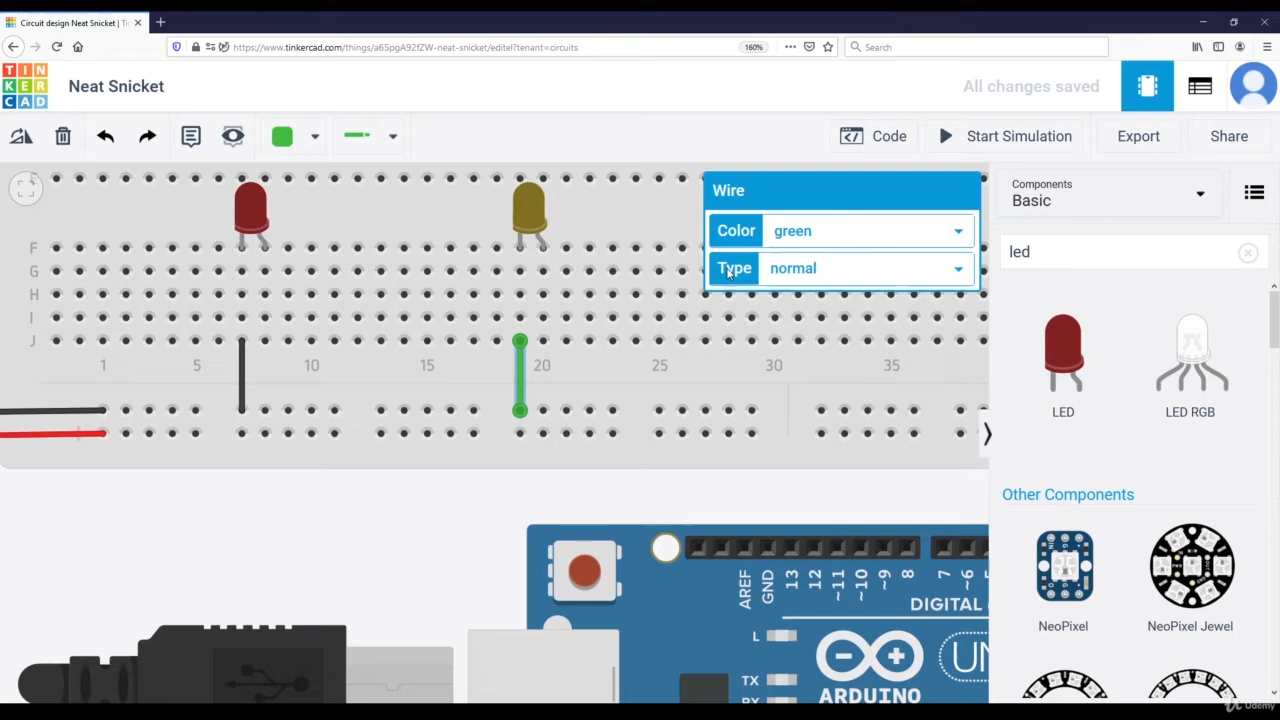 Circuit design Neat Snicket | Ti
https://www.tinkercad.com/things/a65pgA92fZW-neat-snicket/editel?tenant=circuits
160%
Search
TIN
KER
CAD
Neat Snicket
All changes saved
Code
Start Simulation
Export
Share
Components
Basic
led
Wire
Color green
Type normal
F
G
H
I
J
1 5 10 15 20 25 30 35
LED
LED RGB
Other Components
NeoPixel
NeoPixel Jewel
AREF
GND
13
12
~11
~10
~9
8
7
~6
DIGITAL
L
TX
RX
UN
ARDUINO
Udemy